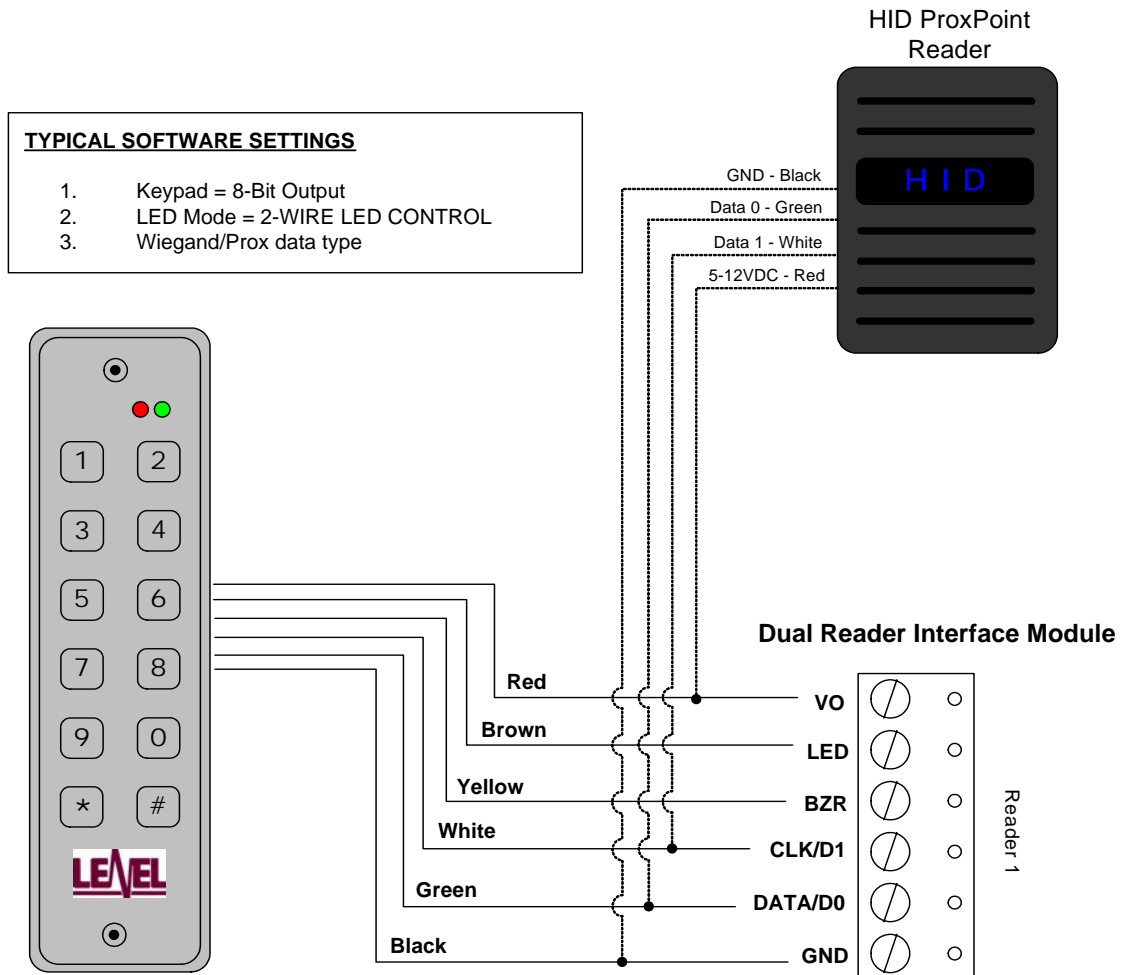 HID ProxPoint
Reader
TYPICAL SOFTWARE SETTINGS
1. Keypad = 8-Bit Output
2. LED Mode = 2-WIRE LED CONTROL
3. Wiegand/Prox data type
GND - Black
Data 0 - Green
Data 1 - White
5-12VDC - Red
HID
1 2
3 4
5 6
7 8
9 0
* #
LENEL
Dual Reader Interface Module
Red
VO
Brown
LED
Yellow
BZR
White
CLK/D1
Green
DATA/D0
Black
GND
Reader 1